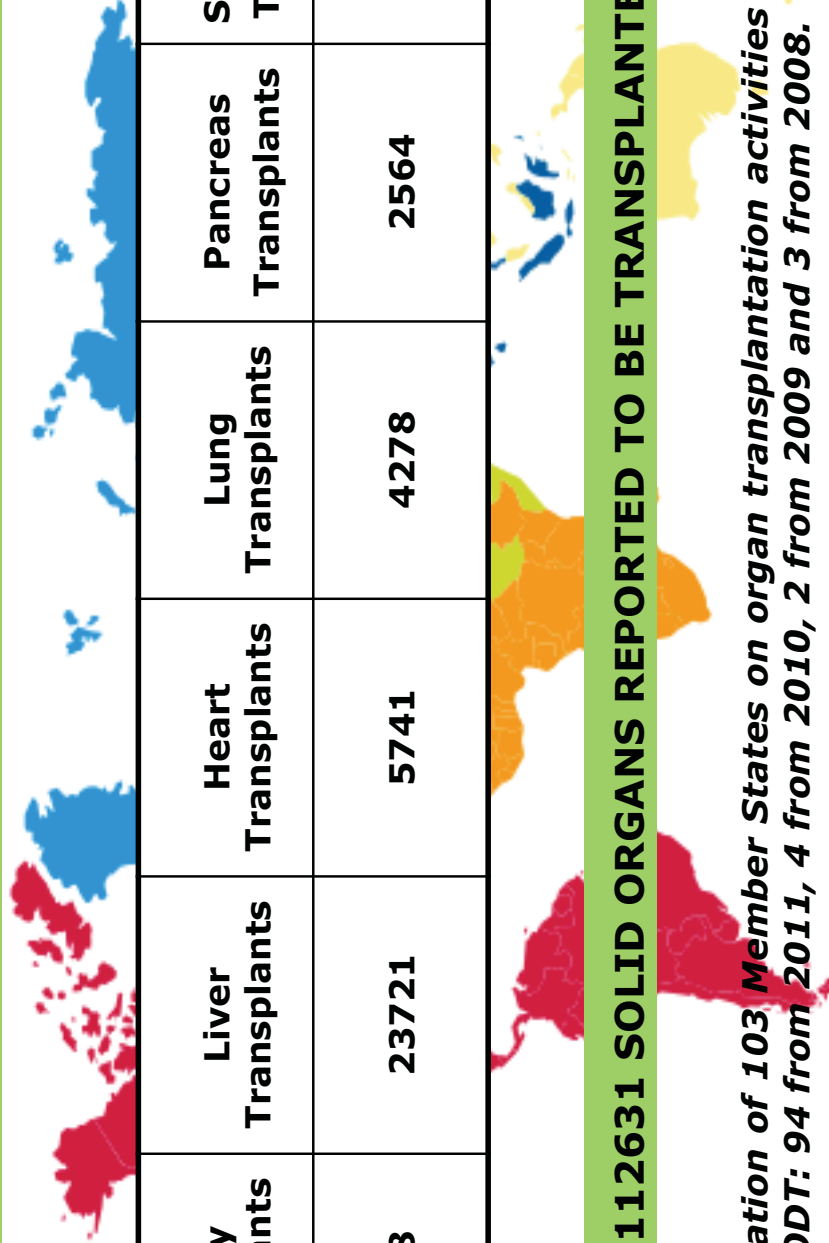 Liver
Transplants
Heart
Transplants
Lung
Transplants
Pancreas
Transplants
23721
5741
4278
2564
112631 SOLID ORGANS REPORTED TO BE
of 103 Member States on organ transplantation activities
94 from 2011, 4 from 2010, 2 from 2009 and 3 from 2008.